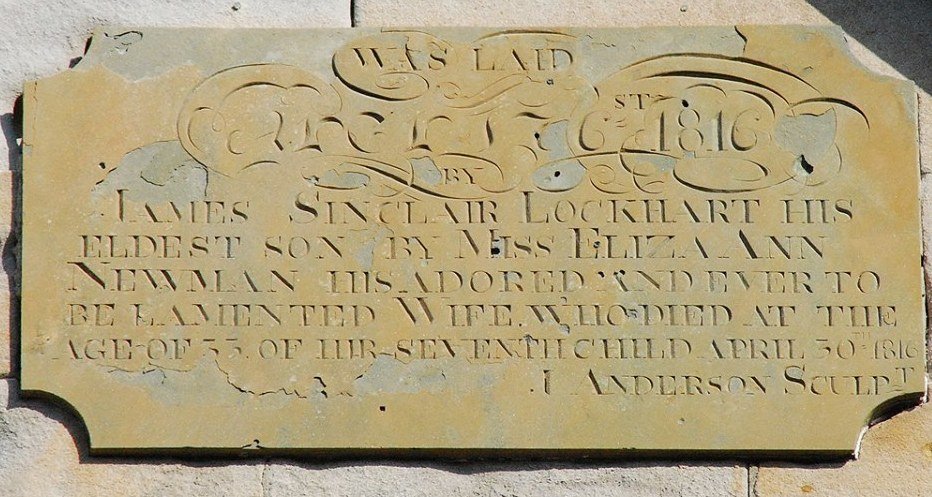 WAS LAID
ST 1816
BY
JAMES SINCLAIR LOCKHART HIS
ELDEST SON BY MISS ELIZA ANN
NEWMAN HIS ADORED AND EVER TO
BE LAMENTED WIFE. WHO DIED AT THE
AGE OF 33. OF HER SEVENTH CHILD APRIL 30TH 1816
J ANDERSON SCULPT